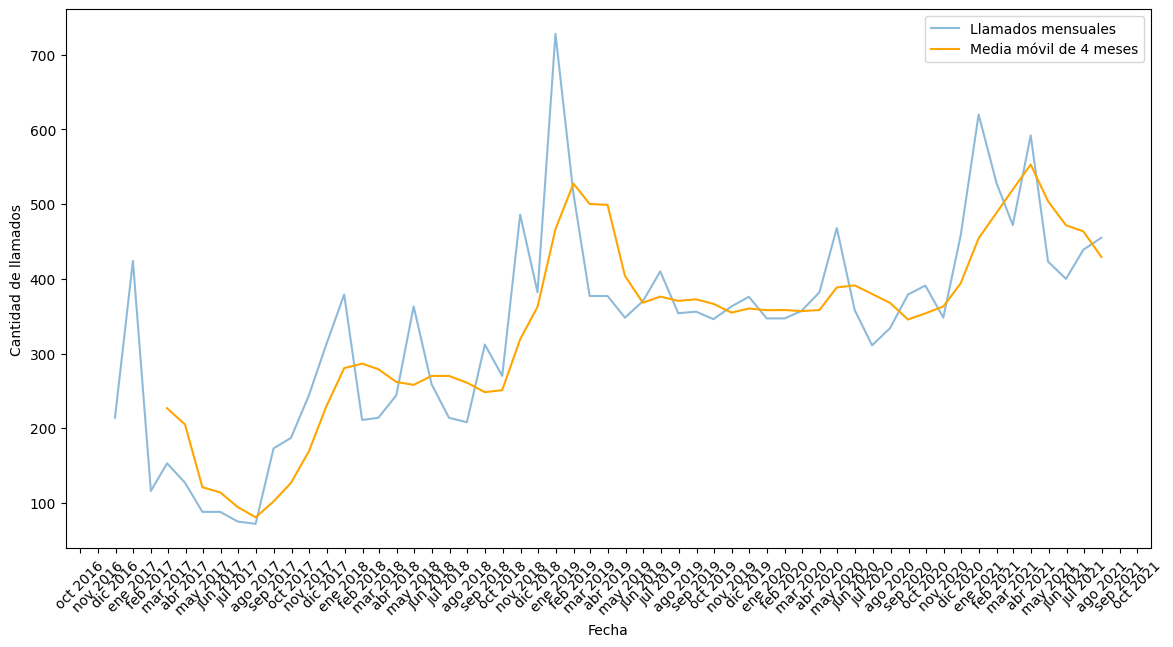 Llamados mensuales
Media móvil de 4 meses
Cantidad de llamados
700
600
500
400
300
200
100
oct 2016
nov 2016
dic 2016
ene 2017
feb 2017
mar 2017
abr 2017
may 2017
jun 2017
jul 2017
ago 2017
sep 2017
oct 2017
nov 2017
dic 2017
ene 2018
feb 2018
mar 2018
abr 2018
may 2018
jun 2018
jul 2018
ago 2018
sep 2018
oct 2018
nov 2018
dic 2018
ene 2019
feb 2019
mar 2019
abr 2019
may 2019
jun 2019
jul 2019
ago 2019
sep 2019
oct 2019
nov 2019
dic 2019
ene 2020
feb 2020
mar 2020
abr 2020
may 2020
jun 2020
jul 2020
ago 2020
sep 2020
oct 2020
nov 2020
dic 2020
ene 2021
feb 2021
mar 2021
abr 2021
may 2021
jun 2021
jul 2021
ago 2021
sep 2021
oct 2021
Fecha